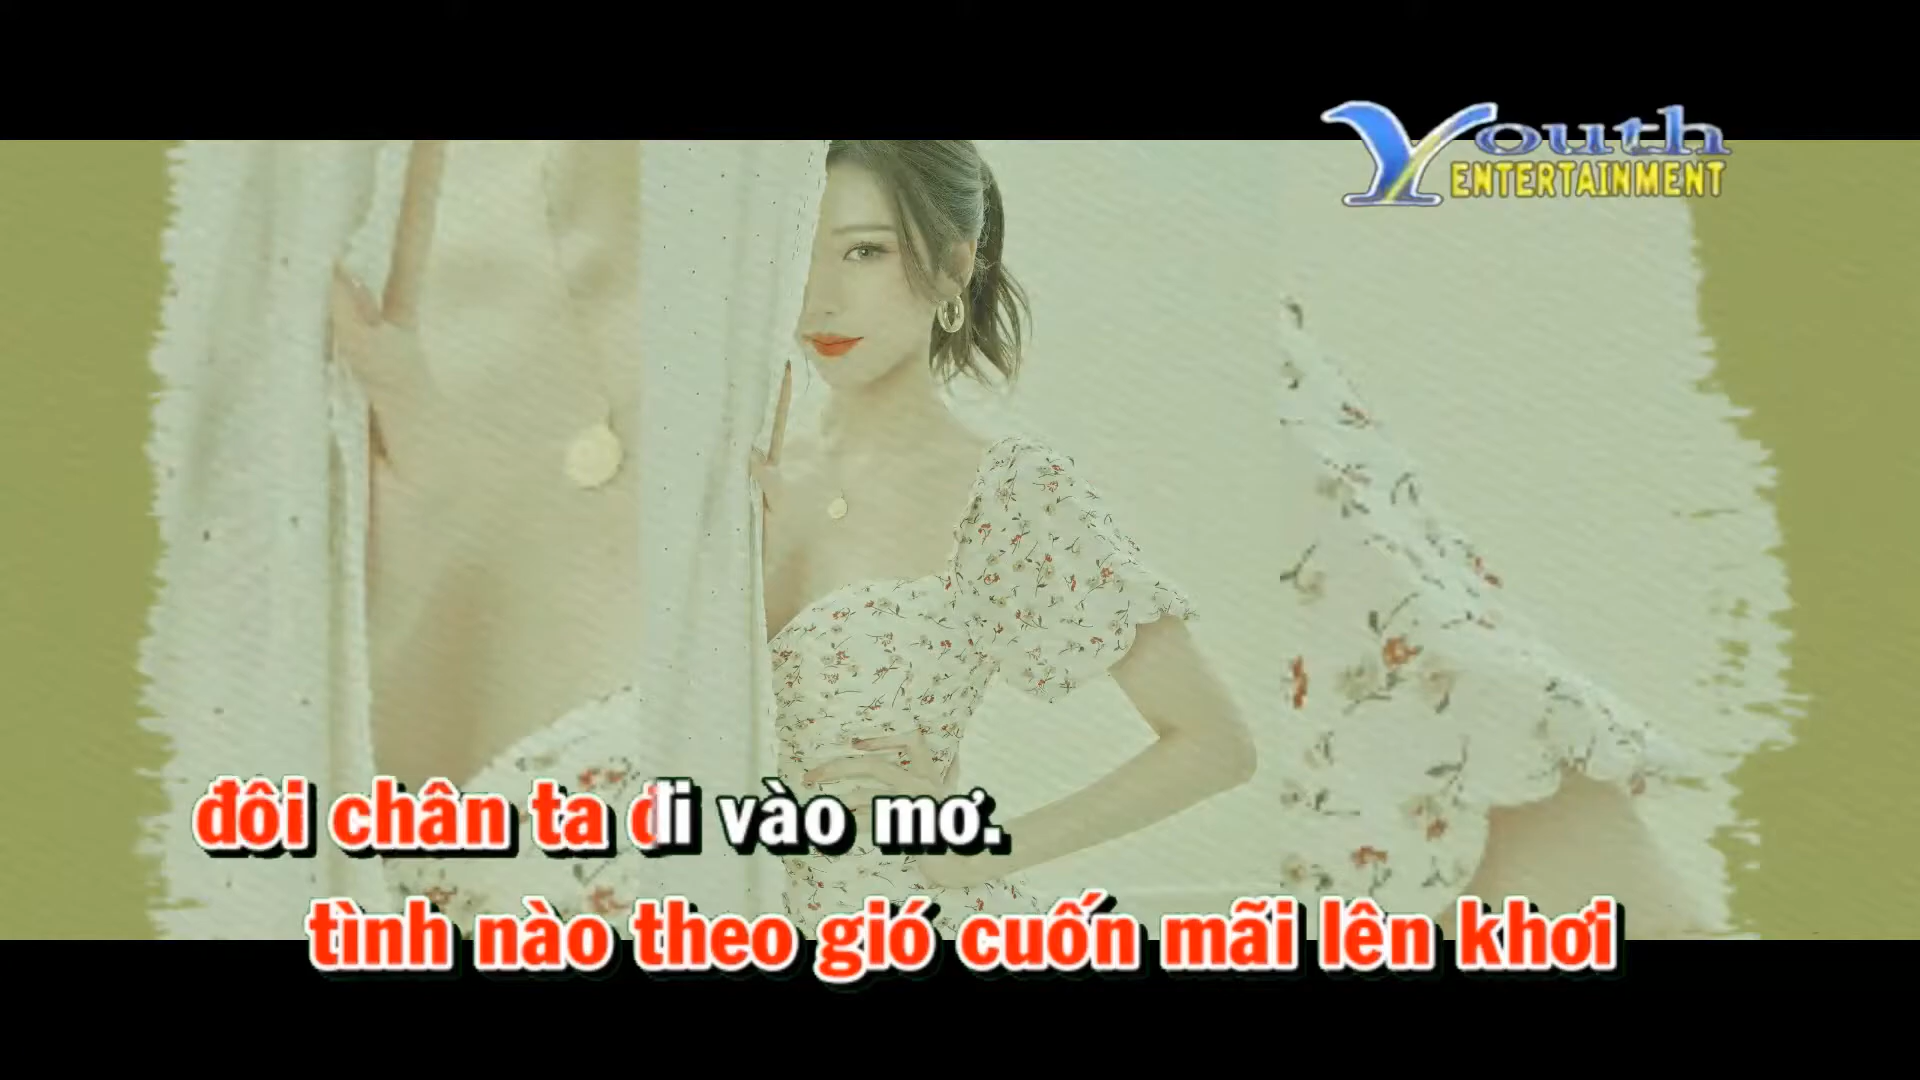 Youth
ENTERTAINMENT
đôi chân ta đi vào mơ.
tình nào theo gió cuốn mãi lên khơi